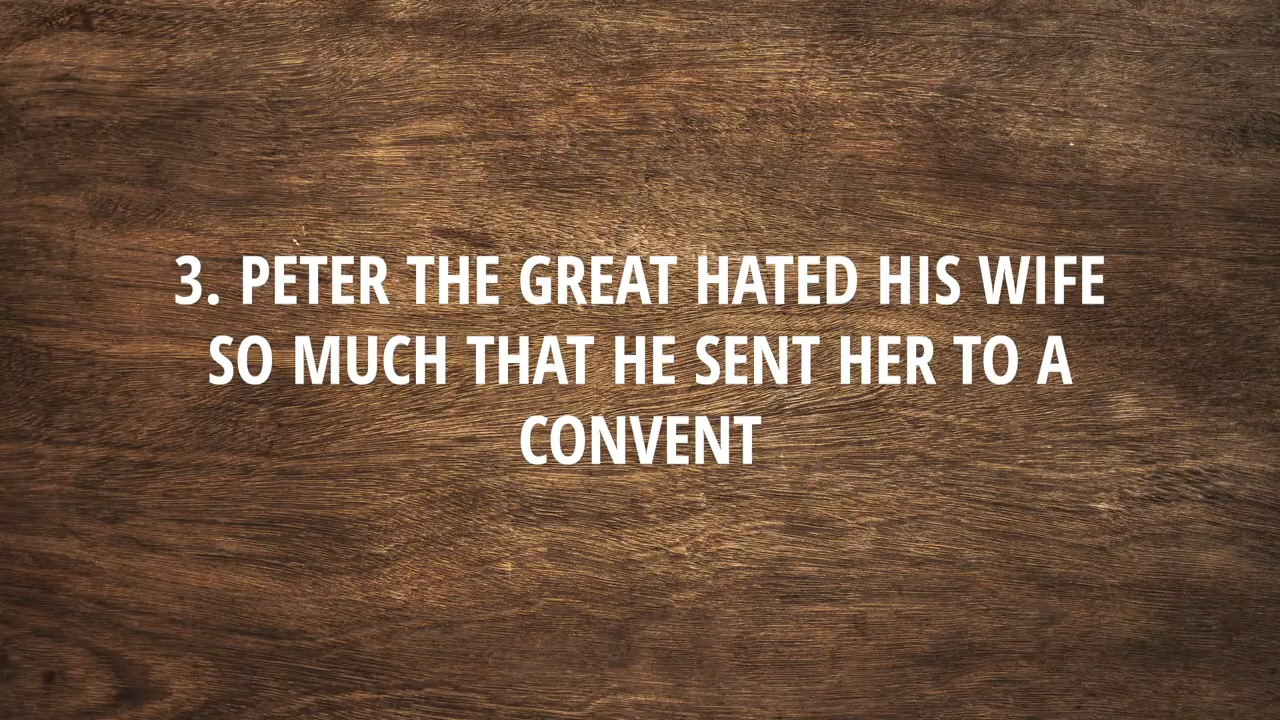 3. PETER THE GREAT HATED HIS WIFE
SO MUCH THAT HE SENT HER TO A
CONVENT